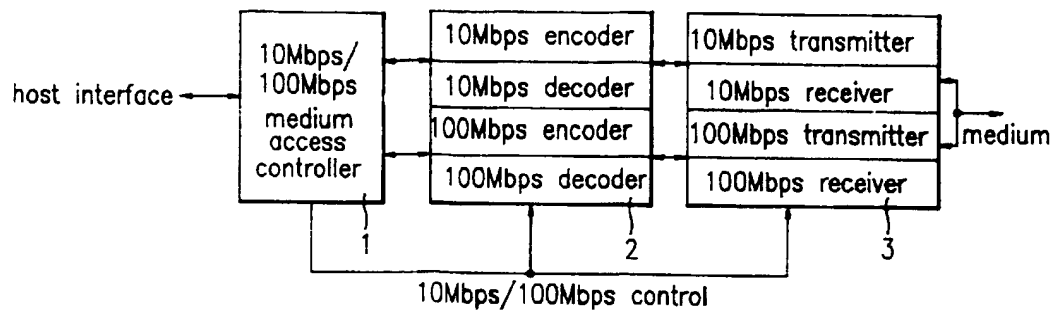 host interface
10Mbps/
100Mbps
medium
access
controller
1
10Mbps encoder
10Mbps decoder
100Mbps encoder
100Mbps decoder
2
10Mbps transmitter
10Mbps receiver
100Mbps transmitter
100Mbps receiver
3
medium
10Mbps/100Mbps control